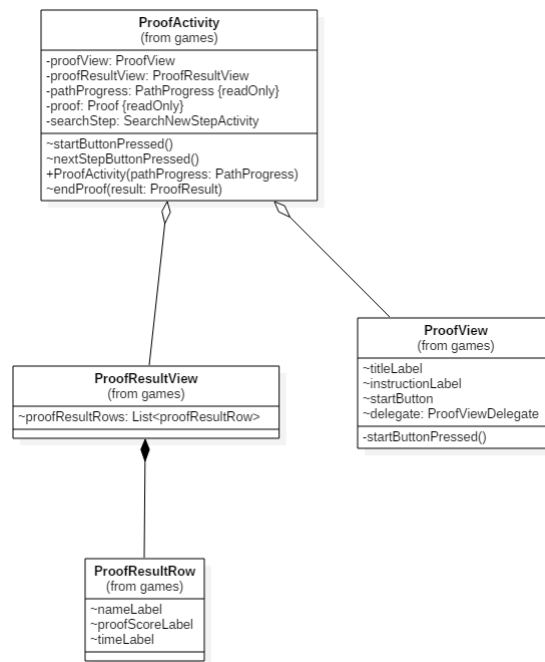 ProofActivity
(from games)
-proofView: ProofView
-proofResultView: ProofResultView
-pathProgress: PathProgress {readOnly}
-proof: Proof {readOnly}
-searchStep: SearchNewStepActivity
~startButtonPressed()
~nextStepButtonPressed()
+ProofActivity(pathProgress: PathProgress)
~endProof(result: ProofResult)
ProofView
(from games)
~titleLabel
~instructionLabel
~startButton
~delegate: ProofViewDelegate
-startButtonPressed()
ProofResultView
(from games)
~proofResultRows: List<proofResultRow>
ProofResultRow
(from games)
~nameLabel
~proofScoreLabel
~timeLabel